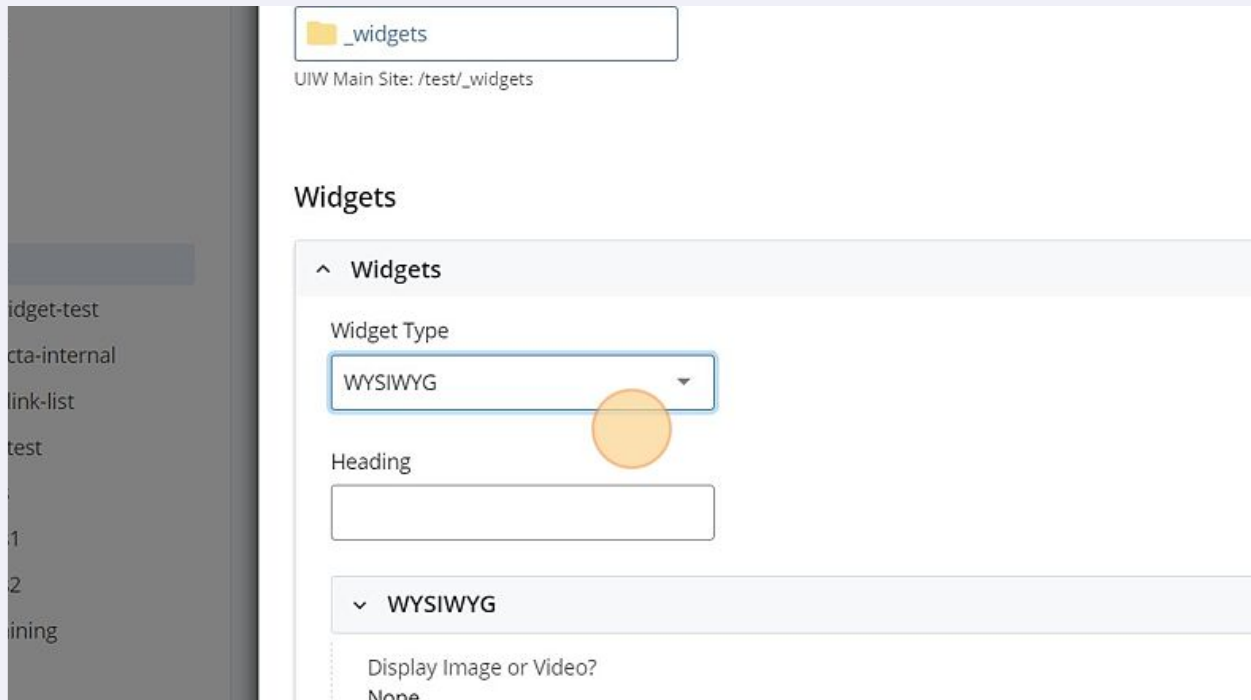 _widgets
UIW Main Site: /test/_widgets
Widgets
Widgets
Widget Type
WYSIWYG
Heading
WYSIWYG
Display Image or Video?
None
idget-test
cta-internal
link-list
test
1
2
ining